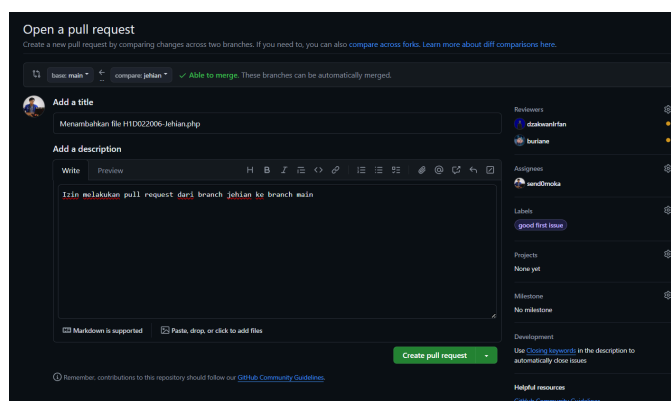 Open a pull request
Create a new pull request by comparing changes across two branches. If you need to, you can also compare across forks. Learn more about diff comparisons here.
base: main
compare: jehian
Able to merge. These branches can be automatically merged.
Add a title
Menambahkan file H1D022006-Jehian.php
Add a description
Write Preview
Izin melakukan pull request dari branch jehian ke branch main
Markdown is supported
Paste, drop, or click to add files
Create pull request
Remember, contributions to this repository should follow our GitHub Community Guidelines.
Reviewers
dzakwanIrfan
buriane
Assignees
send0moka
Labels
good first issue
Projects
None yet
Milestone
No milestone
Development
Use Closing keywords in the description to
automatically close issues
Helpful resources
GitHub Community Guidelines